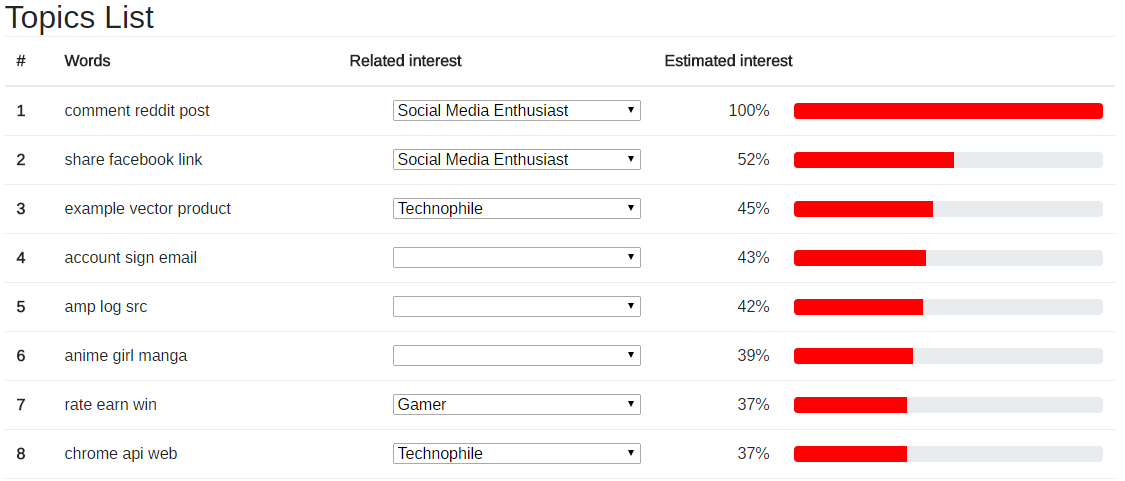 Topics List
# Words Related interest Estimated interest
1 comment reddit post Social Media Enthusiast 100%
2 share facebook link Social Media Enthusiast 52%
3 example vector product Technophile 45%
4 account sign email 43%
5 amp log src 42%
6 anime girl manga 39%
7 rate earn win Gamer 37%
8 chrome api web Technophile 37%